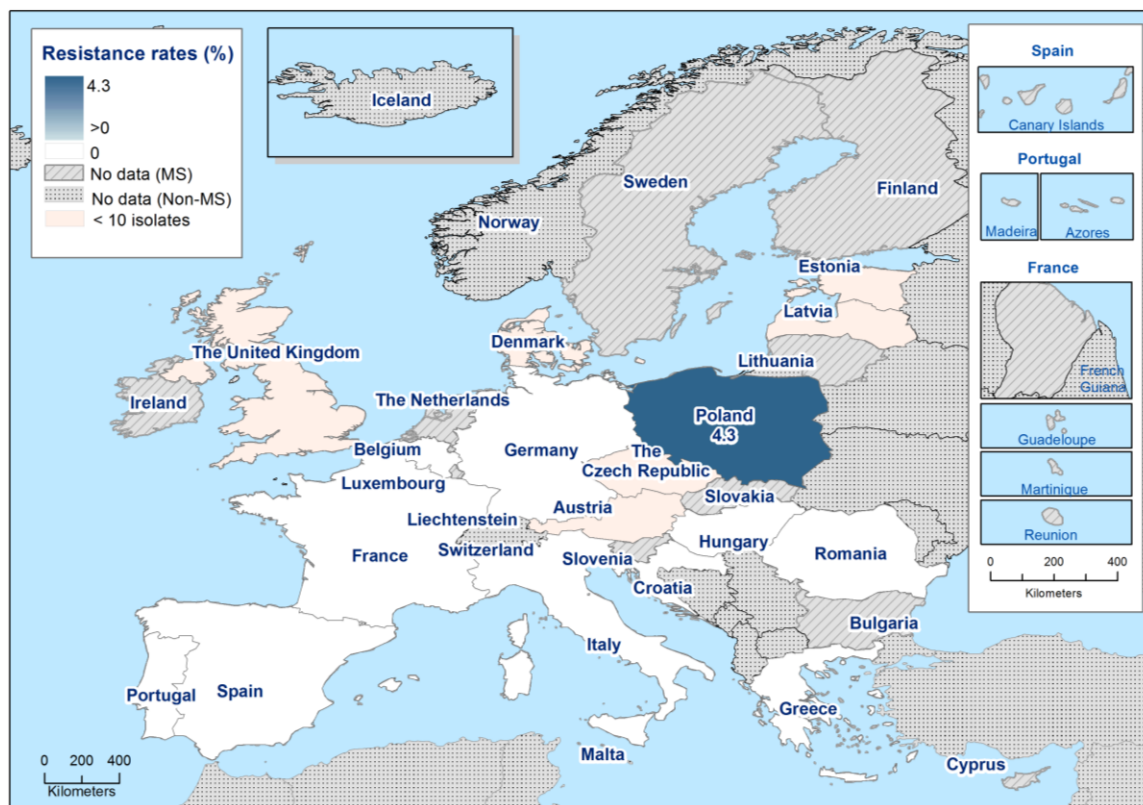 Resistance rates (%)
4.3
>0
0
No data (MS)
No data (Non-MS)
< 10 isolates
Iceland
Norway
Sweden
Finland
Estonia
Latvia
Lithuania
Denmark
The United Kingdom
Ireland
The Netherlands
Belgium
Luxembourg
Germany
Poland
4.3
The
Czech Republic
Slovakia
Austria
Liechtenstein
Switzerland
France
Slovenia
Hungary
Romania
Croatia
Bulgaria
Italy
Portugal
Spain
Greece
Malta
Cyprus
0 200 400
Kilometers
Spain
Canary Islands
Portugal
Madeira
Azores
France
French
Guiana
Guadeloupe
Martinique
Reunion
0 200 400
Kilometers